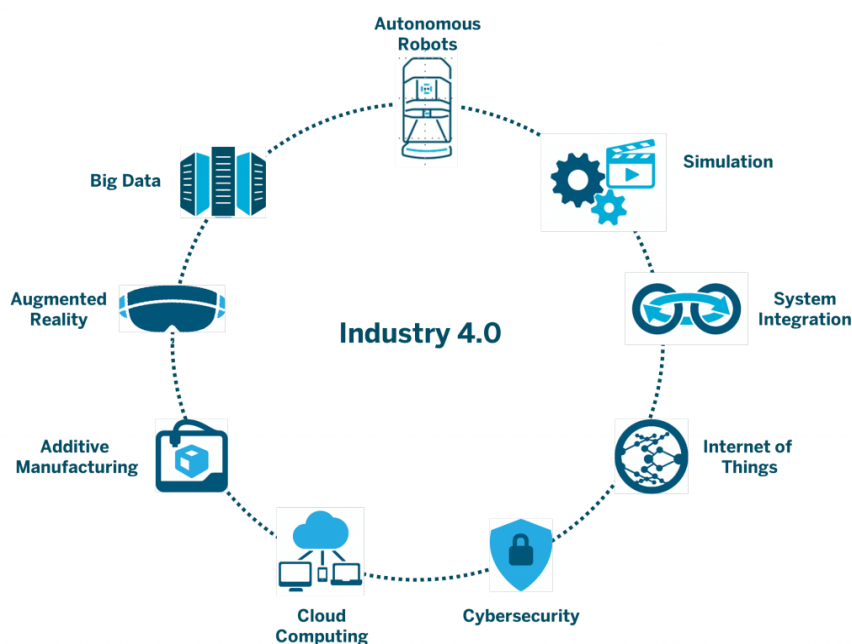 Autonomous
Robots
Simulation
System
Integration
Internet of
Things
Cybersecurity
Cloud
Computing
Additive
Manufacturing
Augmented
Reality
Big Data
Industry 4.0